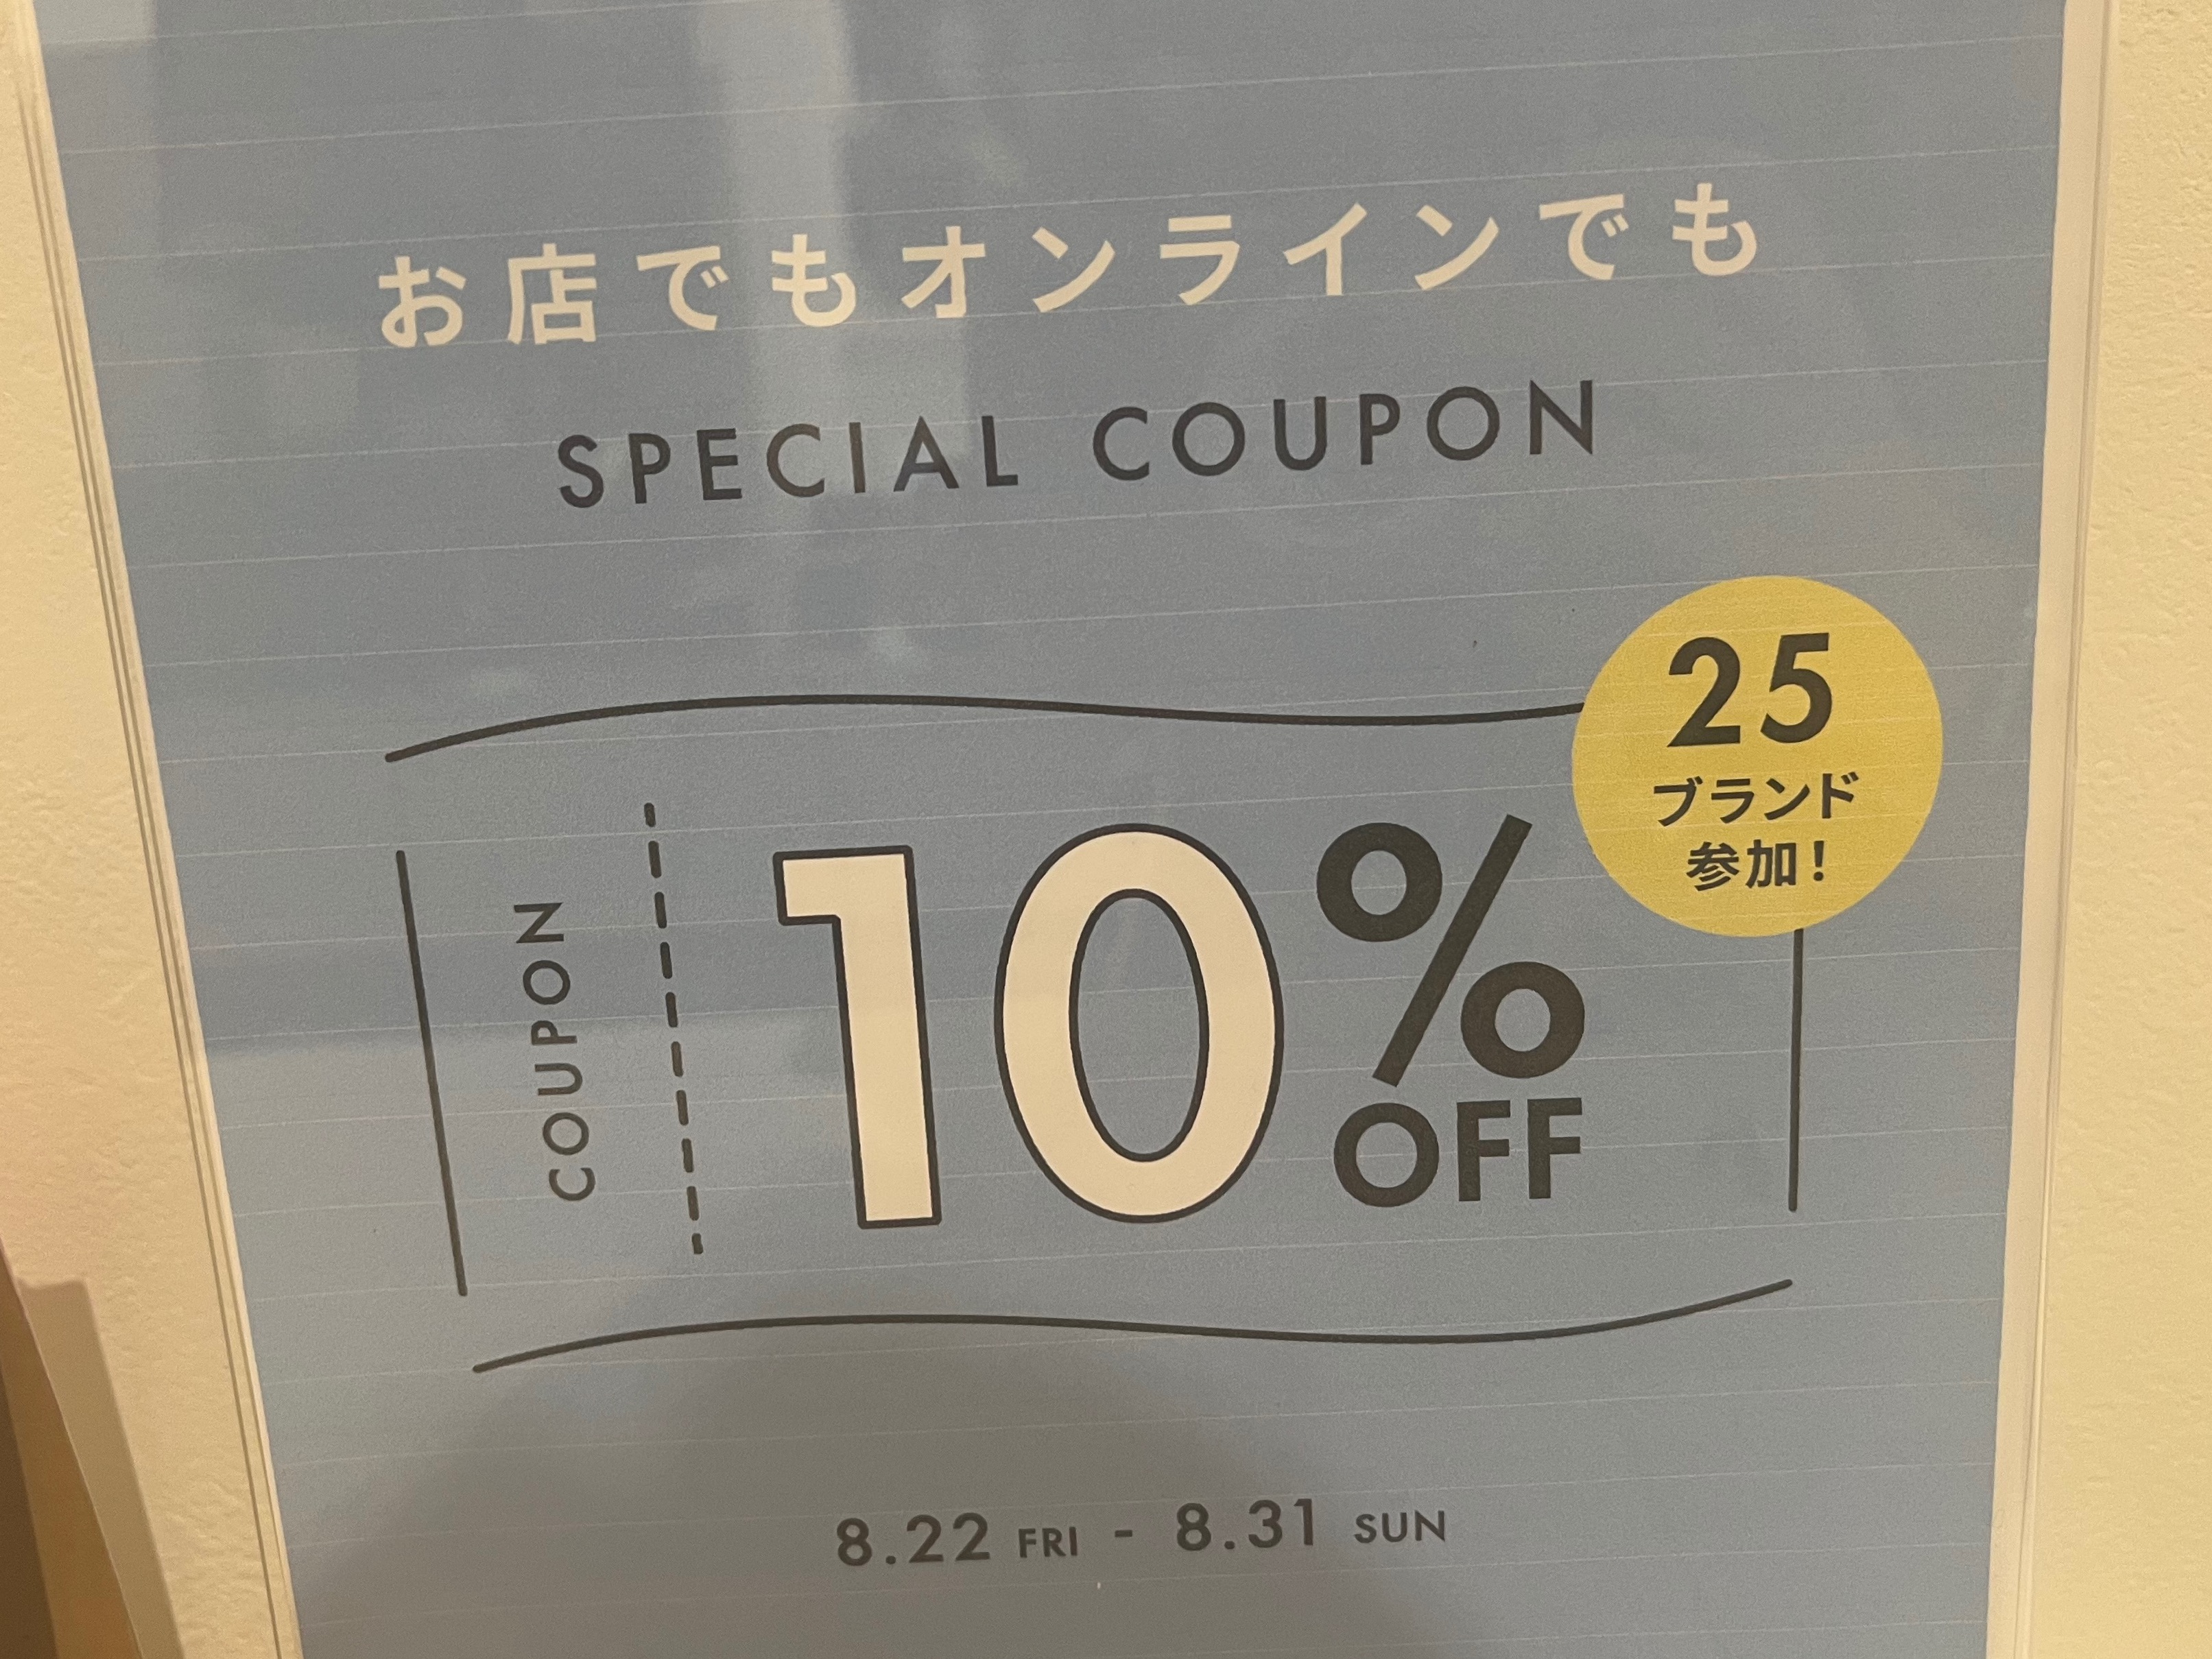 お店でもオンラインでも
SPECIAL COUPON
25
ブランド
参加!
COUPON
10%
OFF
8.22 FRI - 8.31 SUN